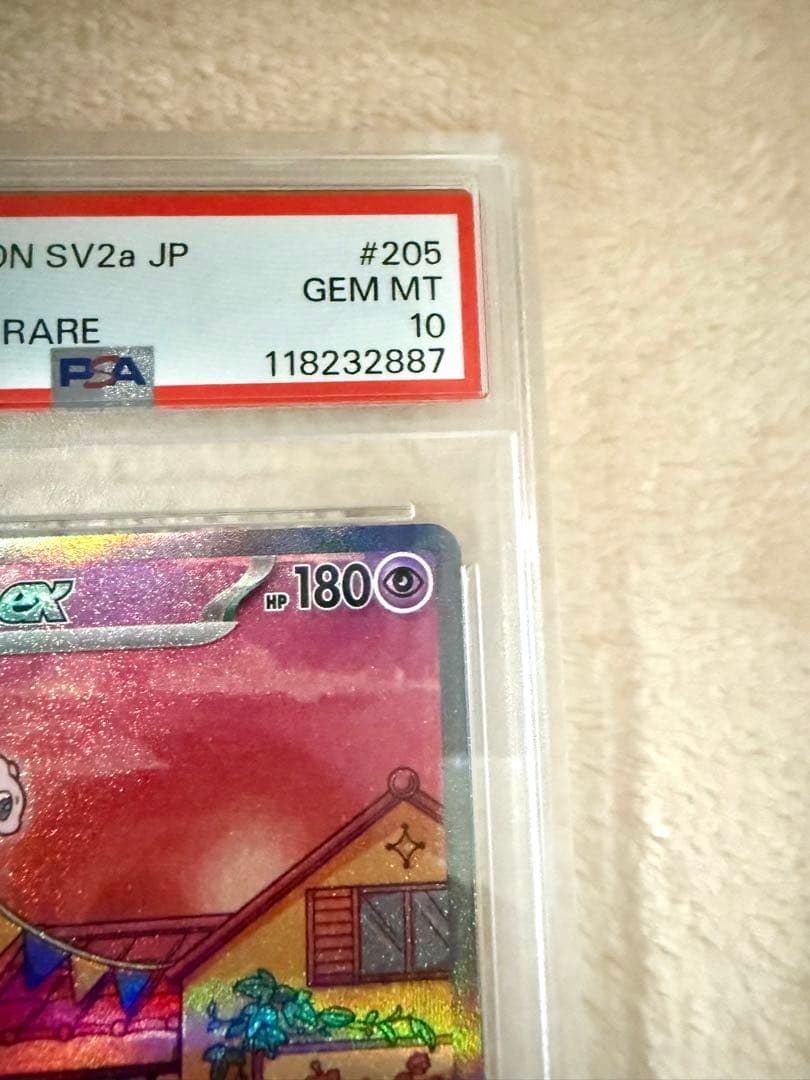 ON SV2a JP #205
GEM MT
RARE 10
PSA 118232887
ex HP 180